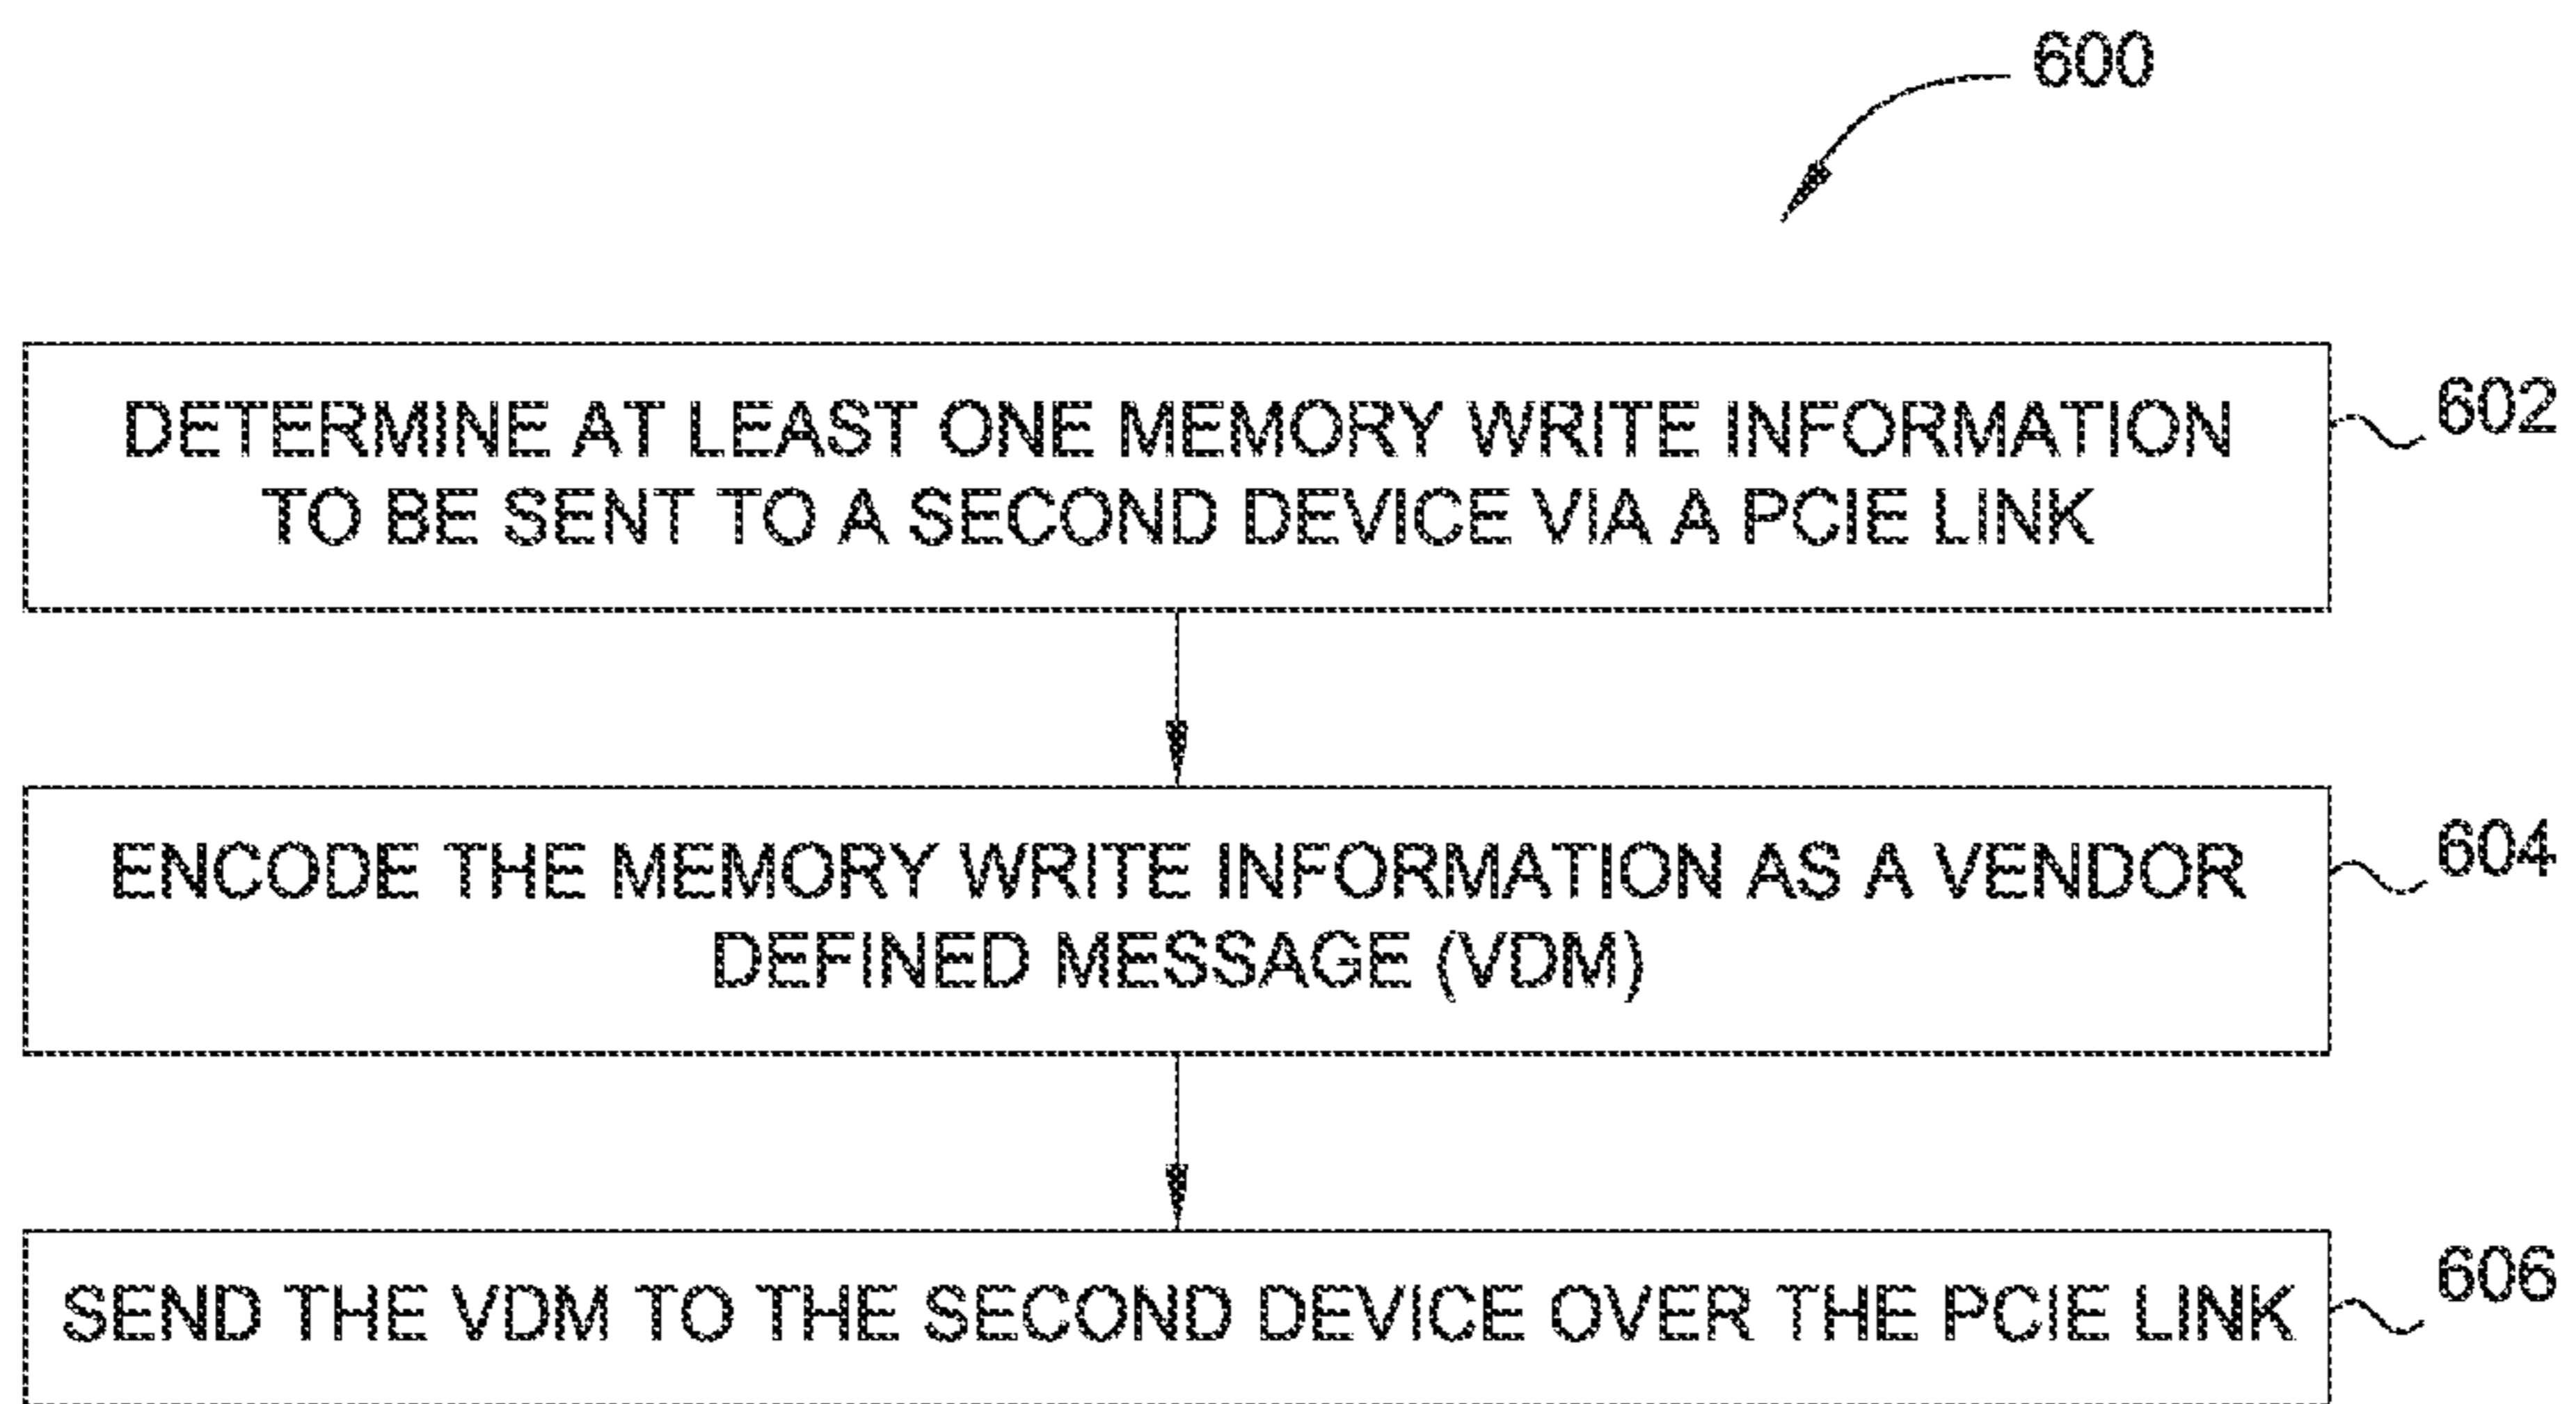 600
DETERMINE AT LEAST ONE MEMORY WRITE INFORMATION
TO BE SENT TO A SECOND DEVICE VIA A PCIE LINK
602
ENCODE THE MEMORY WRITE INFORMATION AS A VENDOR
DEFINED MESSAGE (VDM)
604
SEND THE VDM TO THE SECOND DEVICE OVER THE PCIE LINK
606